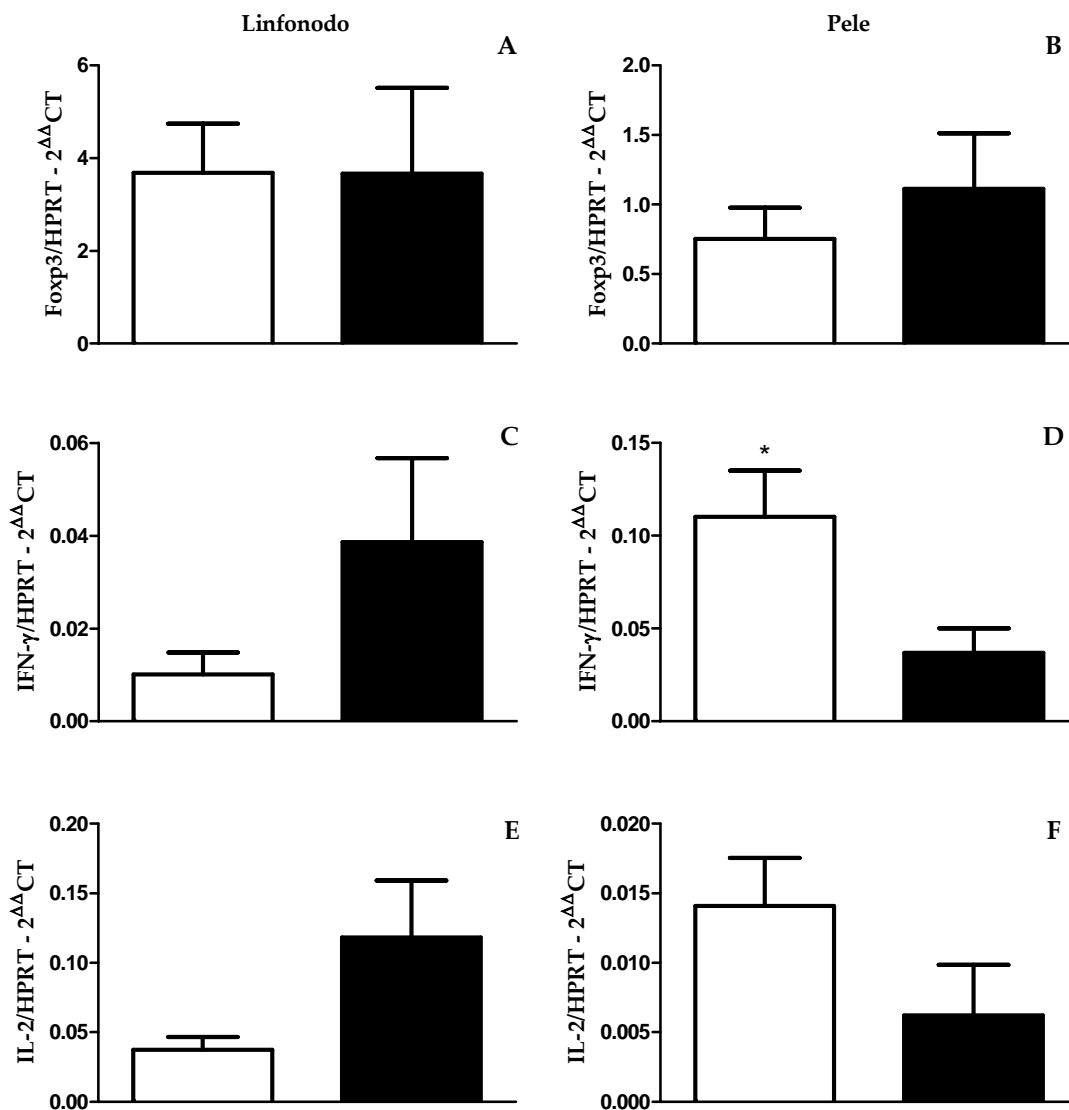 Linfonodo
Pele
A
Foxp3/HPRT - 2^ΔΔCT
6
4
2
0
B
Foxp3/HPRT - 2^ΔΔCT
2.0
1.5
1.0
0.5
0.0
C
IFN-γ/HPRT - 2^ΔΔCT
0.06
0.04
0.02
0.00
D
IFN-γ/HPRT - 2^ΔΔCT
0.15
0.10
0.05
0.00
*
E
IL-2/HPRT - 2^ΔΔCT
0.20
0.15
0.10
0.05
0.00
F
IL-2/HPRT - 2^ΔΔCT
0.020
0.015
0.010
0.005
0.000